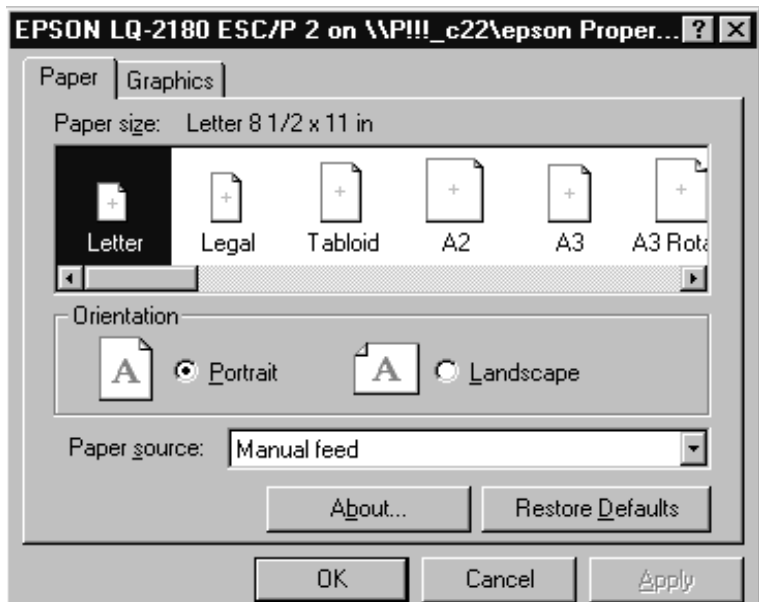 EPSON LQ-2180 ESC/P 2 on \\P!!!_c22\epson Proper... ? X
Paper Graphics
Paper size: Letter 8 1/2 x 11 in
Letter Legal Tabloid A2 A3 A3 Rota
Orientation
A Portrait A Landscape
Paper source: Manual feed
About... Restore Defaults
OK Cancel Apply